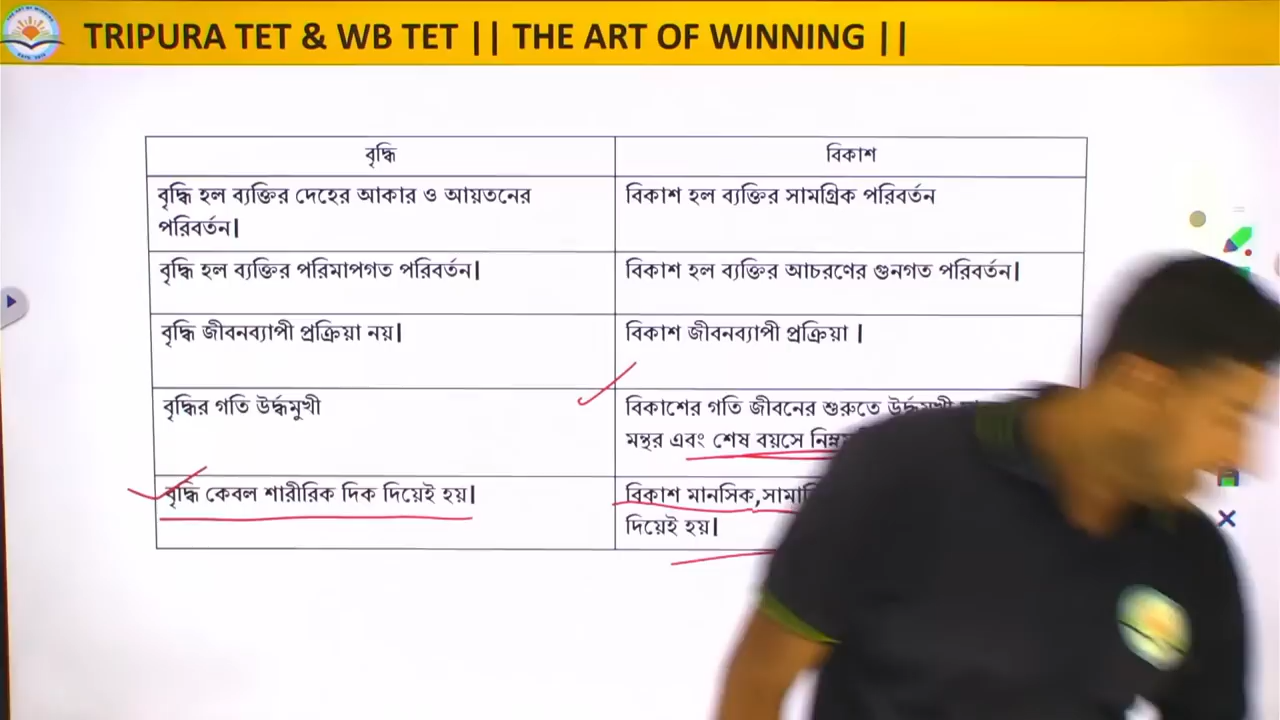 TRIPURA TET & WB TET || THE ART OF WINNING ||
বৃদ্ধি
বিকাশ
বৃদ্ধি হল ব্যক্তির দেহের আকার ও আয়তনের
পরিবর্তন|
বিকাশ হল ব্যক্তির সামগ্রিক পরিবর্তন
বৃদ্ধি হল ব্যক্তির পরিমাপগত পরিবর্তন|
বিকাশ হল ব্যক্তির আচরণের গুনগত পরিবর্তন|
বৃদ্ধি জীবনব্যাপী প্রক্রিয়া নয়|
বিকাশ জীবনব্যাপী প্রক্রিয়া |
বৃদ্ধির গতি উর্দ্ধমুখী
বিকাশের গতি জীবনের শুরুতে উর্দ্ধমুখী
মন্থর এবং শেষ বয়সে
বৃদ্ধি কেবল শারীরিক দিক দিয়েই হয়|
বিকাশ মানসিক,
দিয়েই হয়|